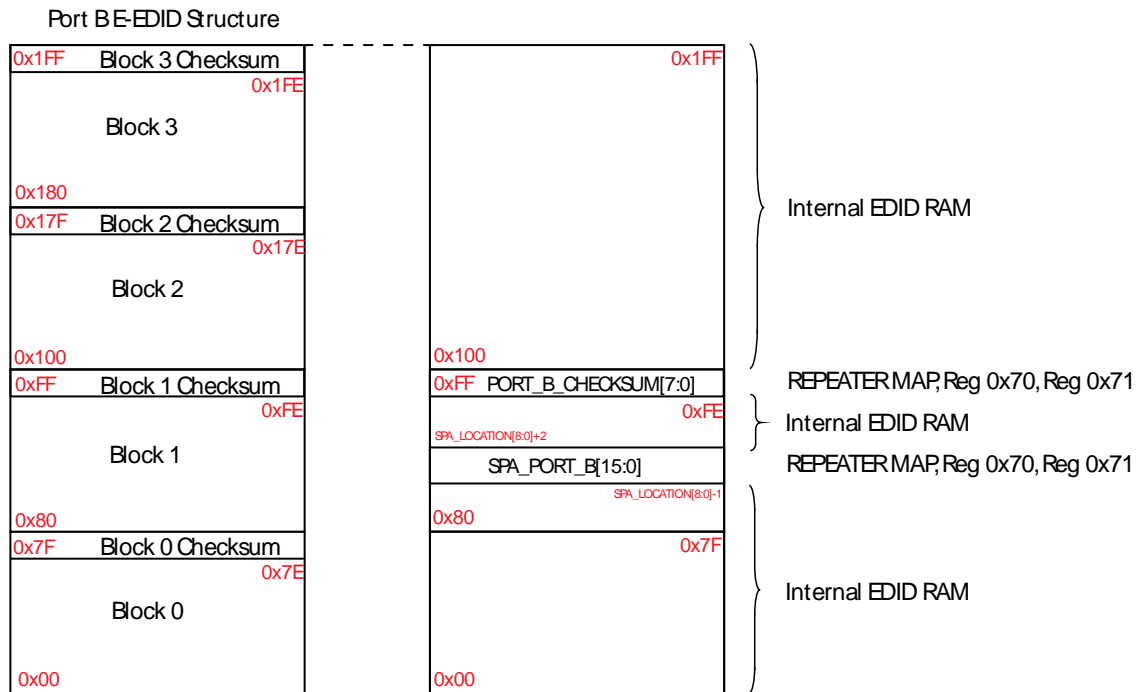 Port B E-EDID Structure
0x1FF Block 3 Checksum
0x1FE
Block 3
0x180
0x17F Block 2 Checksum
0x17E
Block 2
0x100
0xFF Block 1 Checksum
0xFE
Block 1
0x80
0x7F Block 0 Checksum
0x7E
Block 0
0x00
0x1FF
0x100
0xFF PORT_B_CHECKSUM[7:0]
0xFE
SPA_LOCATION[8:0]+2
SPA_PORT_B[15:0]
SPA_LOCATION[8:0]-1
0x80
0x7F
0x00
Internal EDID RAM
REPEATER MAP, Reg 0x70, Reg 0x71
Internal EDID RAM
REPEATER MAP, Reg 0x70, Reg 0x71
Internal EDID RAM